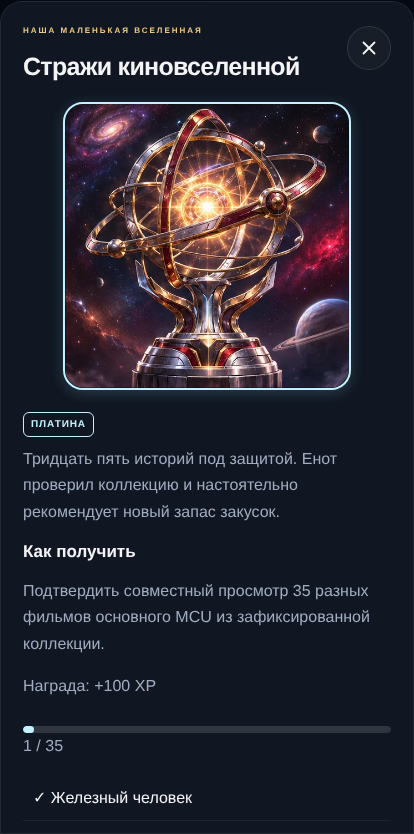 НАША МАЛЕНЬКАЯ ВСЕЛЕННАЯ
Стражи киновселенной
ПЛАТИНА
Тридцать пять историй под защитой. Енот
проверил коллекцию и настоятельно
рекомендует новый запас закусок.
Как получить
Подтвердить совместный просмотр 35 разных
фильмов основного MCU из зафиксированной
коллекции.
Награда: +100 XP
1 / 35
✓ Железный человек